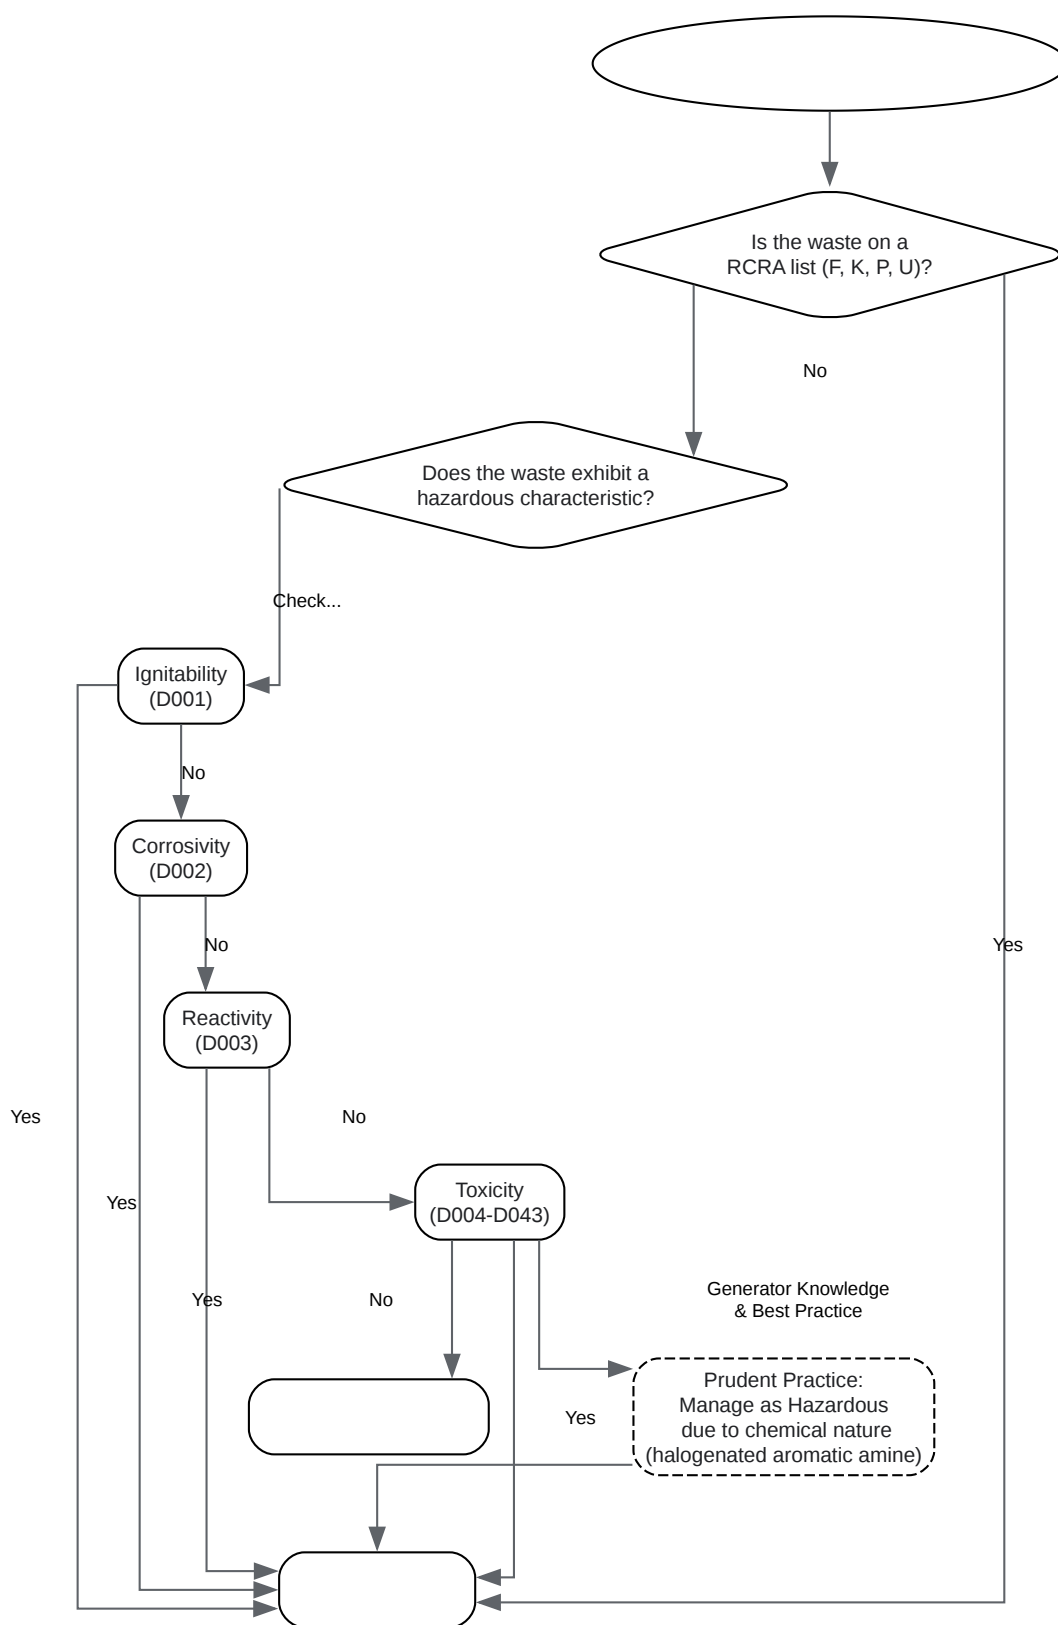 Is the waste on a
RCRA list (F, K, P, U)?
No
Does the waste exhibit a
hazardous characteristic?
Check...
Ignitability
(D001)
No
Corrosivity
(D002)
No
Yes
Reactivity
(D003)
Yes
No
Toxicity
(D004-D043)
Yes
Yes
No
Generator Knowledge
& Best Practice
Prudent Practice:
Manage as Hazardous
due to chemical nature
(halogenated aromatic amine)
Yes